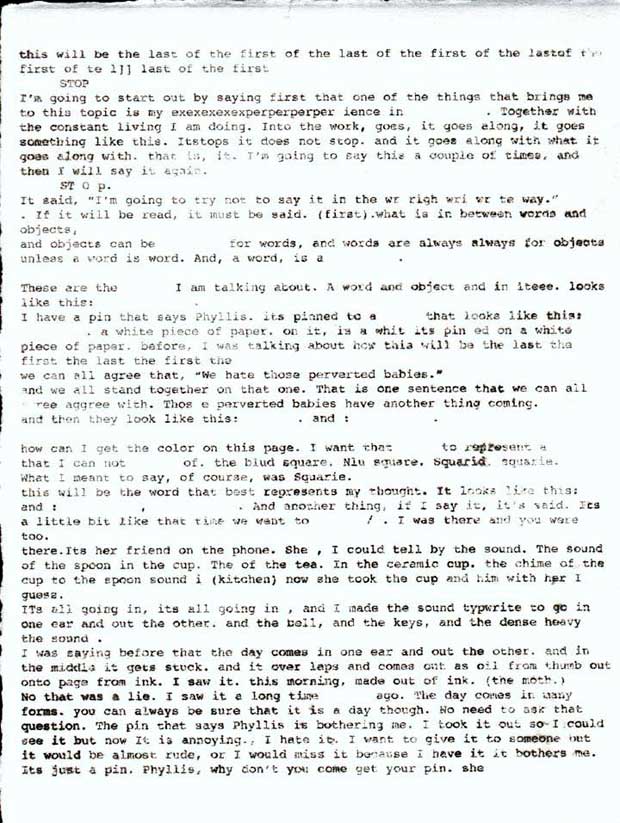 this will be the last of the first of the last of the first of the lastof the
first of te l]] last of the first
STOP
I'm going to start out by saying first that one of the things that brings me
to this topic is my exexexexexperperperper ience in . Together with
the constant living I am doing. Into the work, goes, it goes along, it goes
something like this. Itstops it does not stop. and it goes along with what it
goes along with. that is, it. I'm going to say this a couple of times, and
then I will say it again.
ST O p.
It said, "I'm going to try not to say it in the wr righ wri wr te way."
. If it will be read, it must be said. (first).what is in between words and
objects,
and objects can be for words, and words are always always for objects
unless a word is word. And, a word, is a .
These are the I am talking about. A word and object and in iteee. looks
like this: .
I have a pin that says Phyllis. its pinned to a that looks like this:
. a white piece of paper. on it, is a whit its pin ed on a white
piece of paper. before, I was talking about how this will be the last the
first the last the first the
we can all agree that, "We hate those perverted babies."
and we all stand together on that one. That is one sentence that we can all
ree aggree with. Thos e perverted babies have another thing coming.
and then they look like this: . and : .
how can I get the color on this page. I want that to represent a
that I can not of. the blud square. Nlu square. Squarid. squarie.
What I meant to say, of course, was Squarie.
this will be the word that best represents my thought. It looks like this:
and : , . And another thing, if I say it, it's said. Its
a little bit like that time we went to / . I was there and you were
too.
there.Its her friend on the phone. She , I could tell by the sound. The sound
of the spoon in the cup. The of the tea. In the ceramic cup. the chime of the
cup to the spoon sound i (kitchen) now she took the cup and him with her I
guess.
ITs all going in, its all going in , and I made the sound typwrite to go in
one ear and out the other. and the bell, and the keys, and the dense heavy
the sound .
I was saying before that the day comes in one ear and out the other. and in
the middle it gets stuck. and it over laps and comes out as oil from thumb out
onto page from ink. I saw it. this morning, made out of ink. (the moth.)
No that was a lie. I saw it a long time ago. The day comes in many
forms. you can always be sure that it is a day though. No need to ask that
question. The pin that says Phyllis is bothering me. I took it out so I could
see it but now It is annoying., I hate it. I want to give it to someone but
it would be almost rude, or I would miss it because I have it it bothers me.
Its just a pin. Phyllis, why don't you come get your pin. she